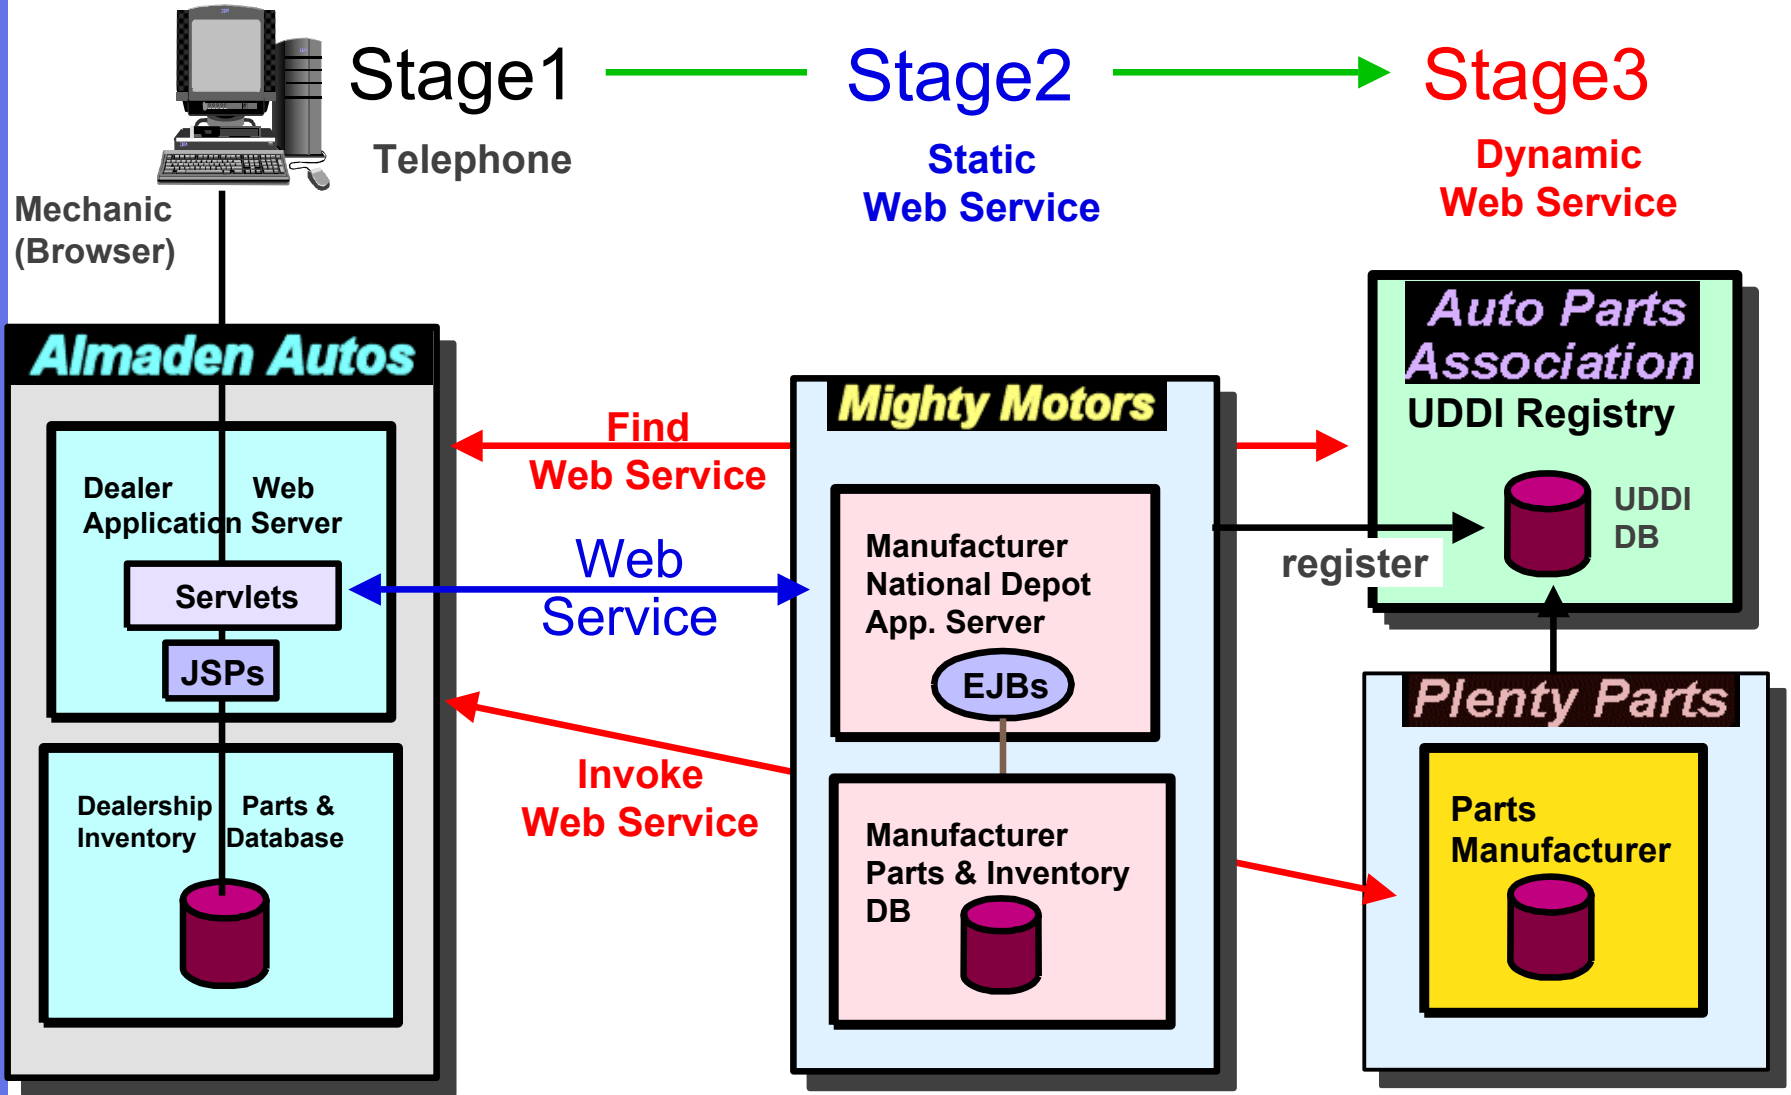 Stage1
Stage2
Stage3
Telephone
Static
Web Service
Dynamic
Web Service
Mechanic
(Browser)
Almaden Autos
Dealer Web
Application Server
Servlets
JSPs
Dealership Parts &
Inventory Database
Find
Web Service
Web
Service
Invoke
Web Service
Mighty Motors
Manufacturer
National Depot
App. Server
EJBs
Manufacturer
Parts & Inventory
DB
Auto Parts
Association
UDDI Registry
UDDI
DB
register
Plenty Parts
Parts
Manufacturer